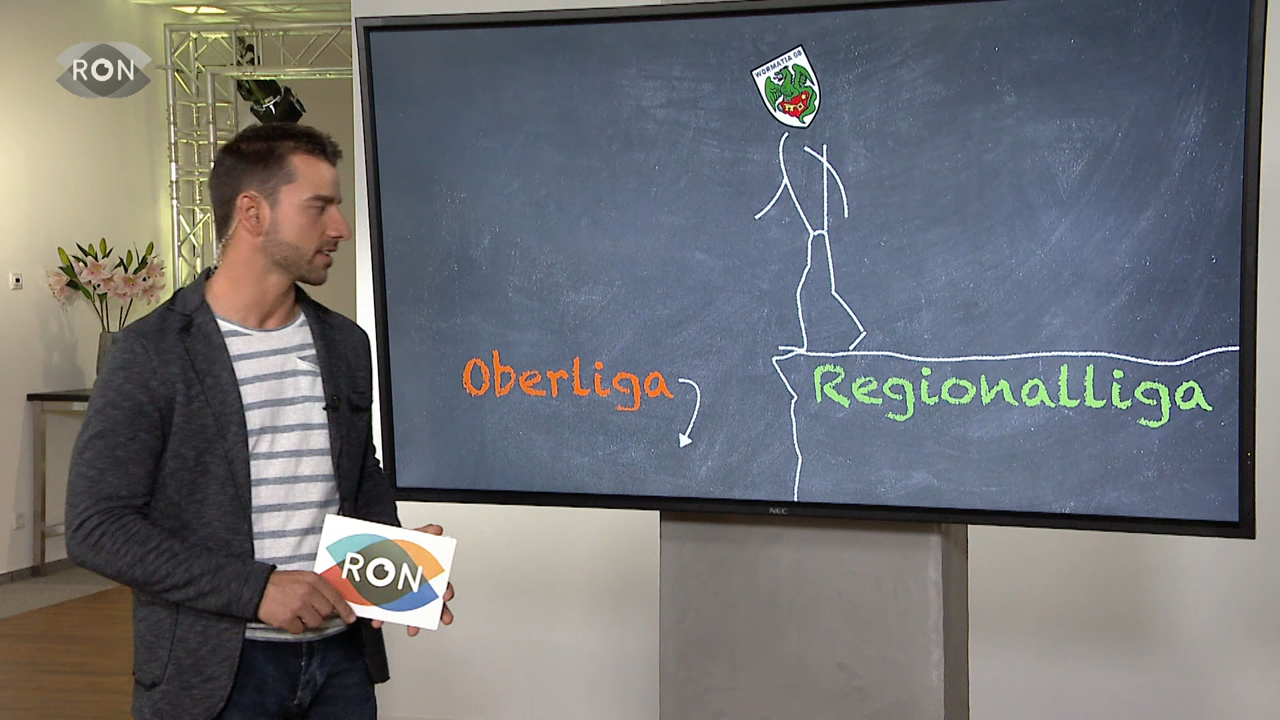 RON
WORMATIA 08
Oberliga
Regionalliga
RON
NEC